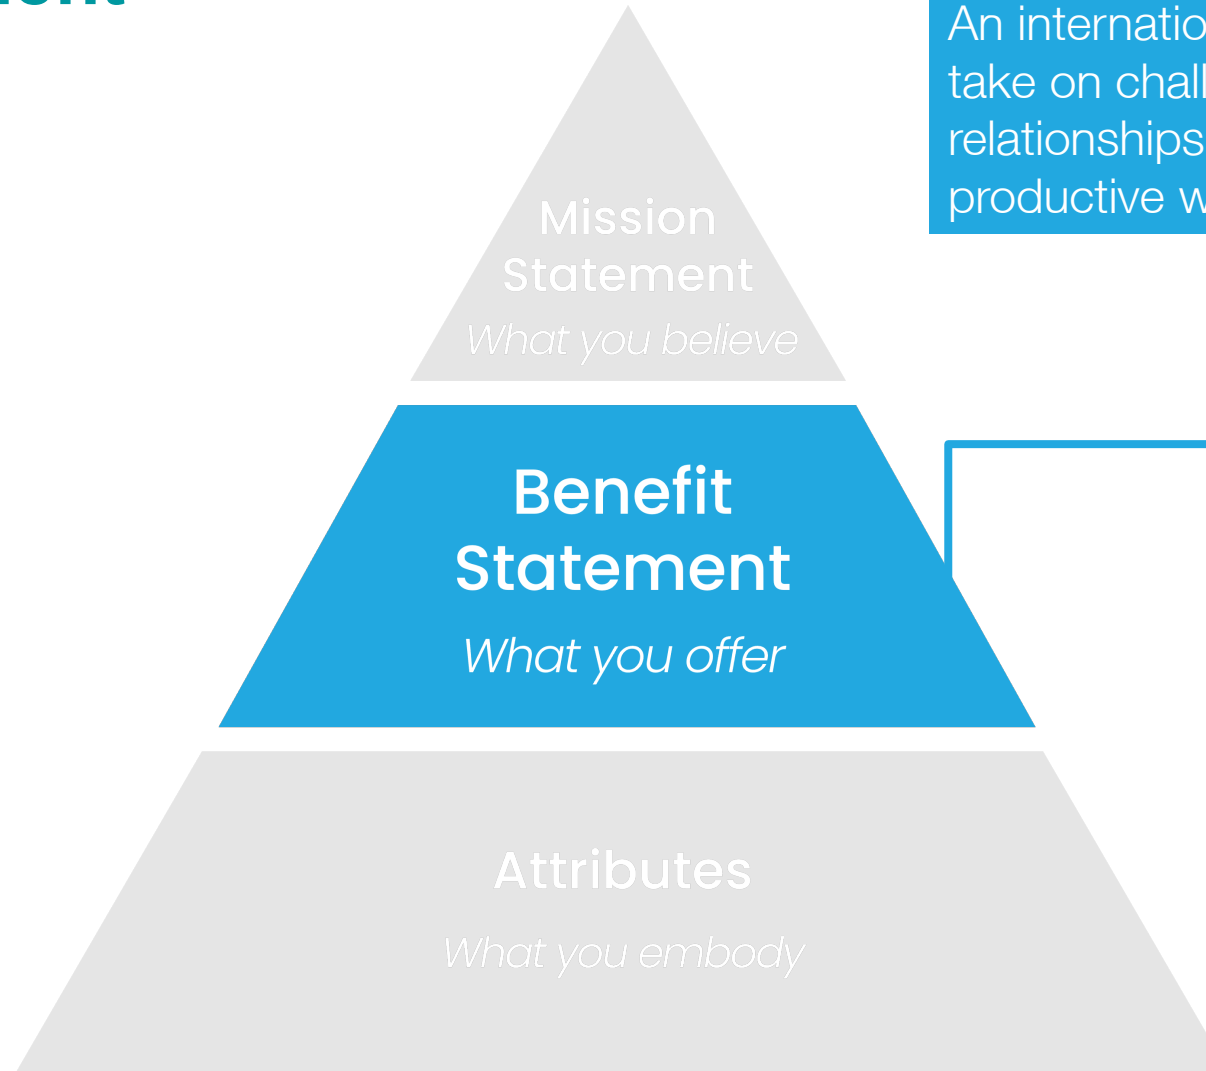 An internatio
take on chall
relationships
productive w
Mission
Statement
What you believe
Benefit
Statement
What you offer
Attributes
What you embody